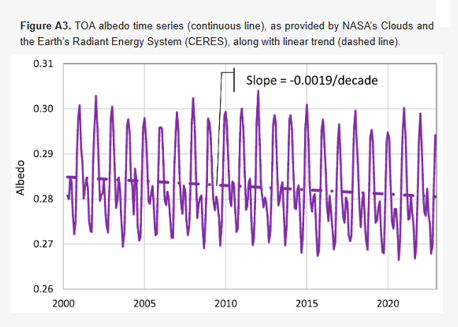 Figure A3. TOA albedo time series (continuous line), as provided by NASA's Clouds and
the Earth's Radiant Energy System (CERES), along with linear trend (dashed line).
0.31
Slope = -0.0019/decade
0.30
0.29
Albedo
0.28
0.27
0.26
2000 2005 2010 2015 2020